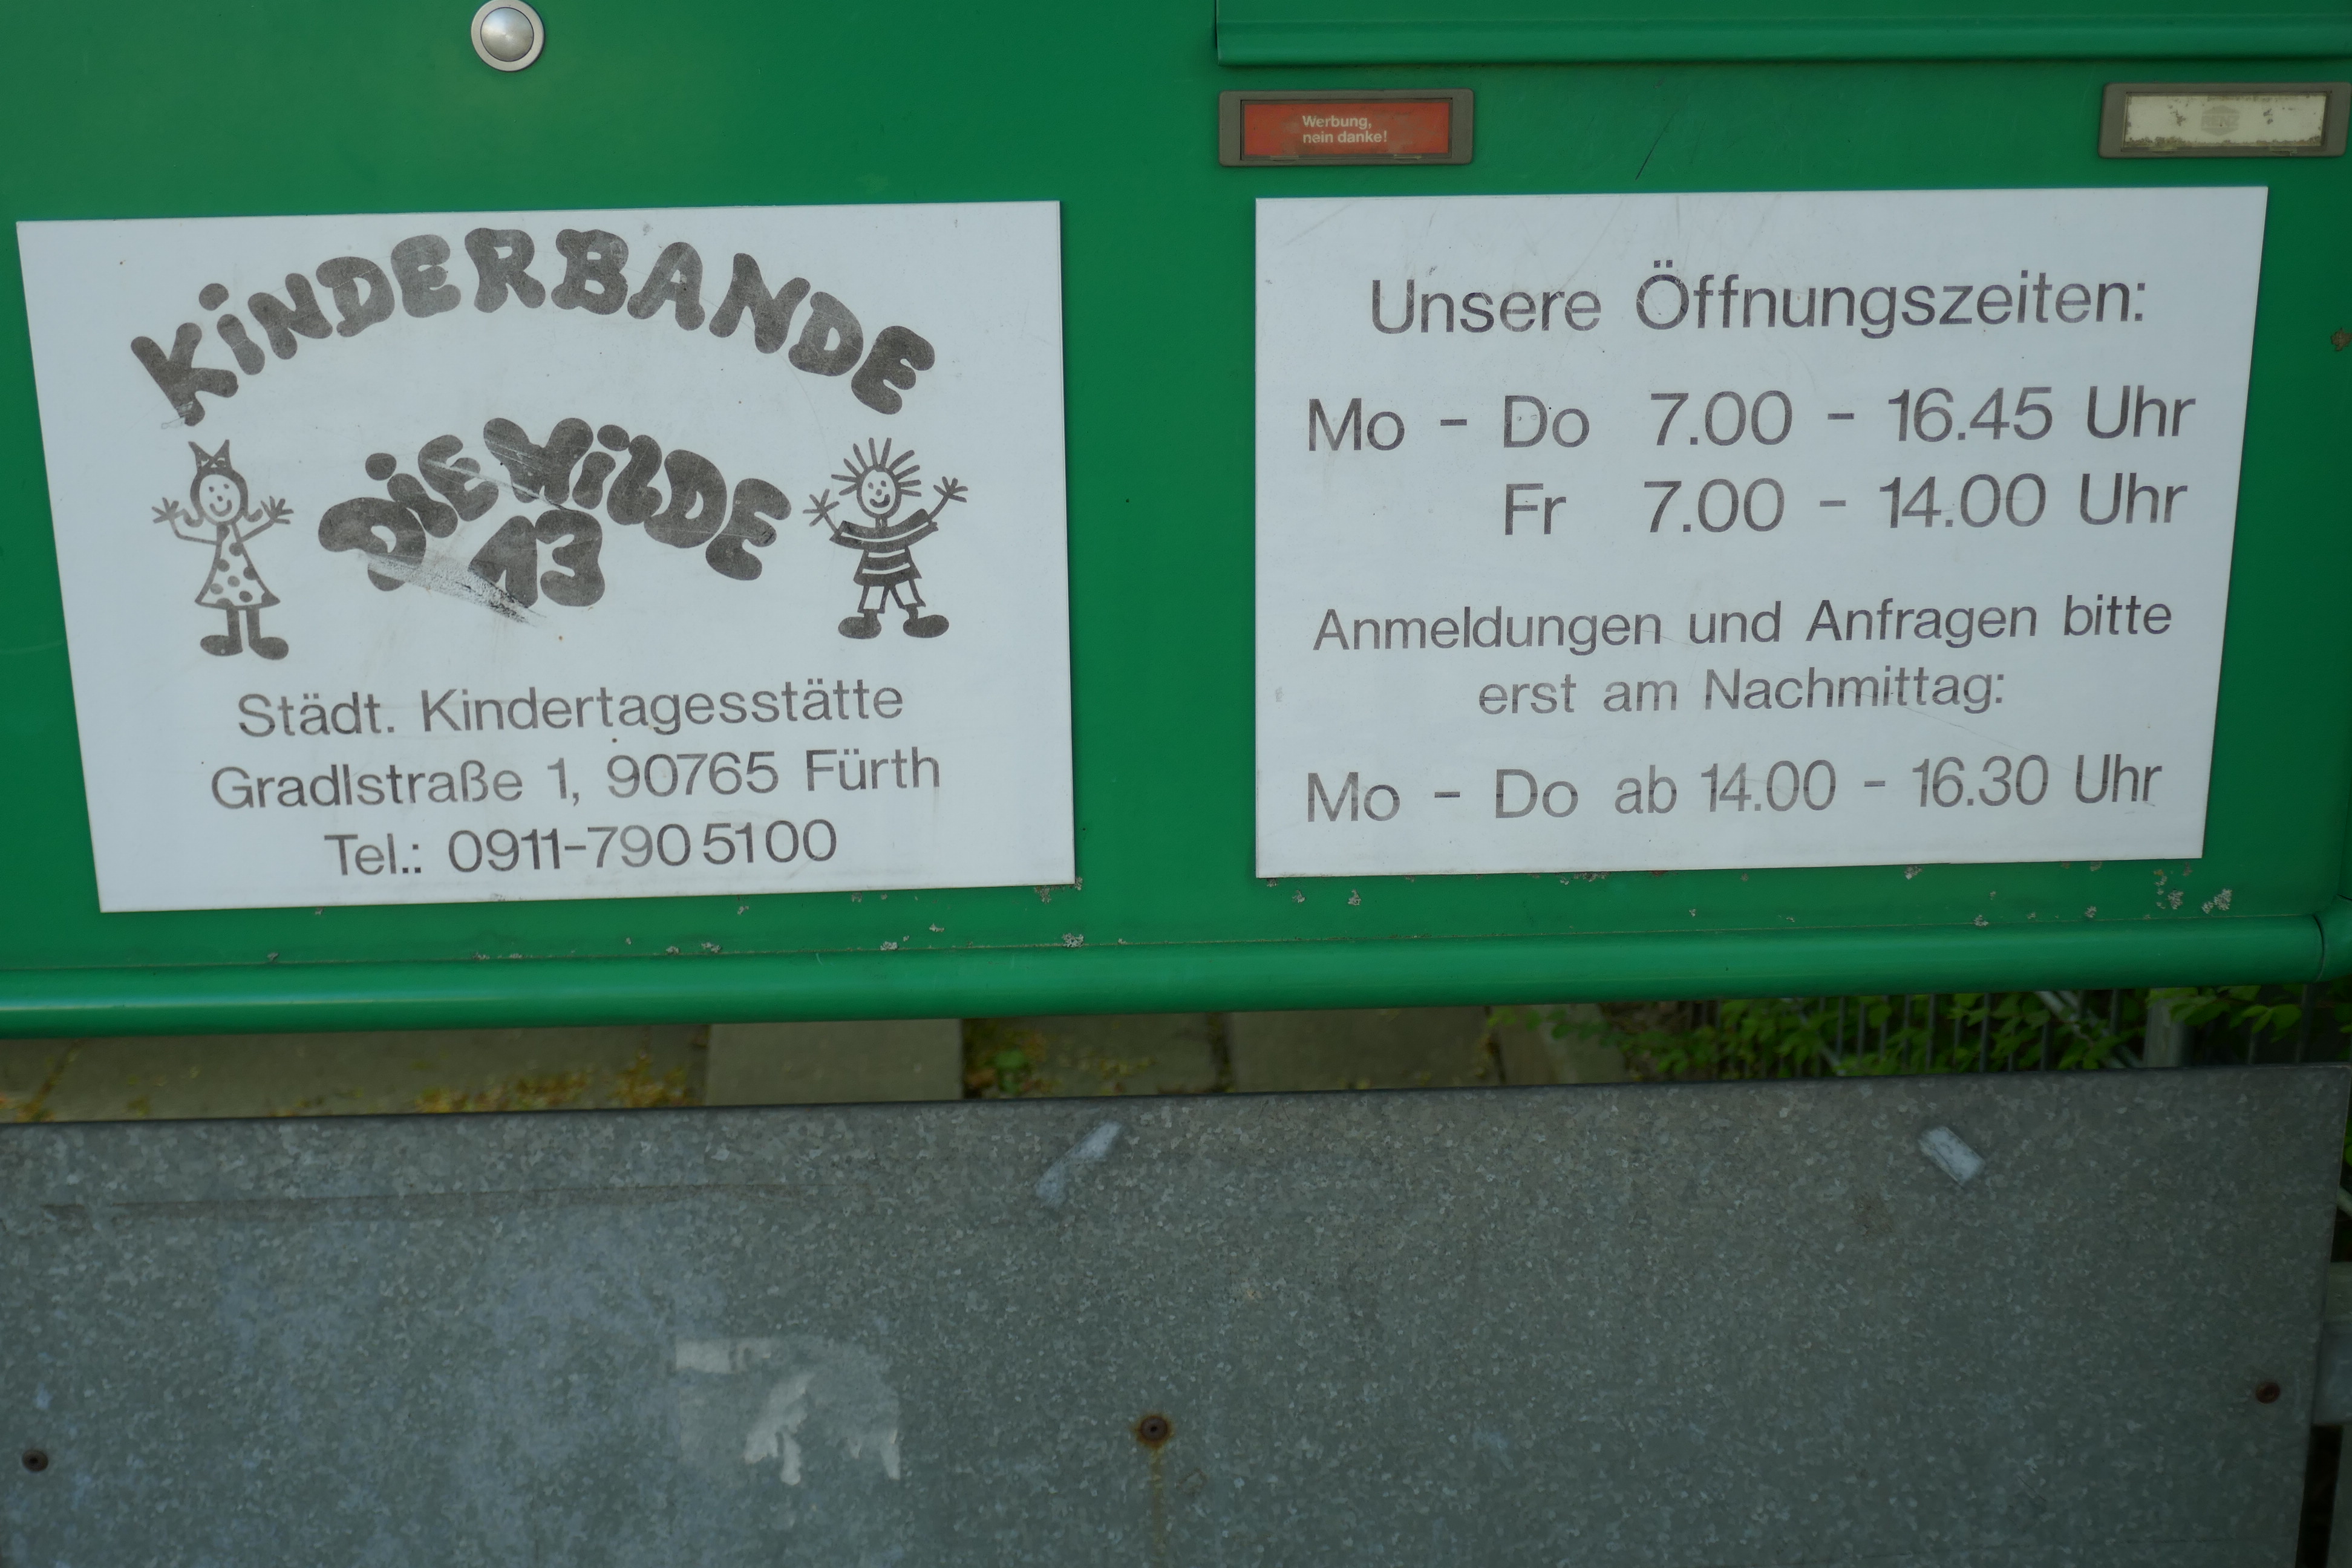 Werbung,
nein danke!
KiNDERBANDE
DiE WiLDE
13
Städt. Kindertagesstätte
Gradlstraße 1, 90765 Fürth
Tel.: 0911-7905100
Unsere Öffnungszeiten:
Mo - Do 7.00 - 16.45 Uhr
Fr 7.00 - 14.00 Uhr
Anmeldungen und Anfragen bitte
erst am Nachmittag:
Mo - Do ab 14.00 - 16.30 Uhr